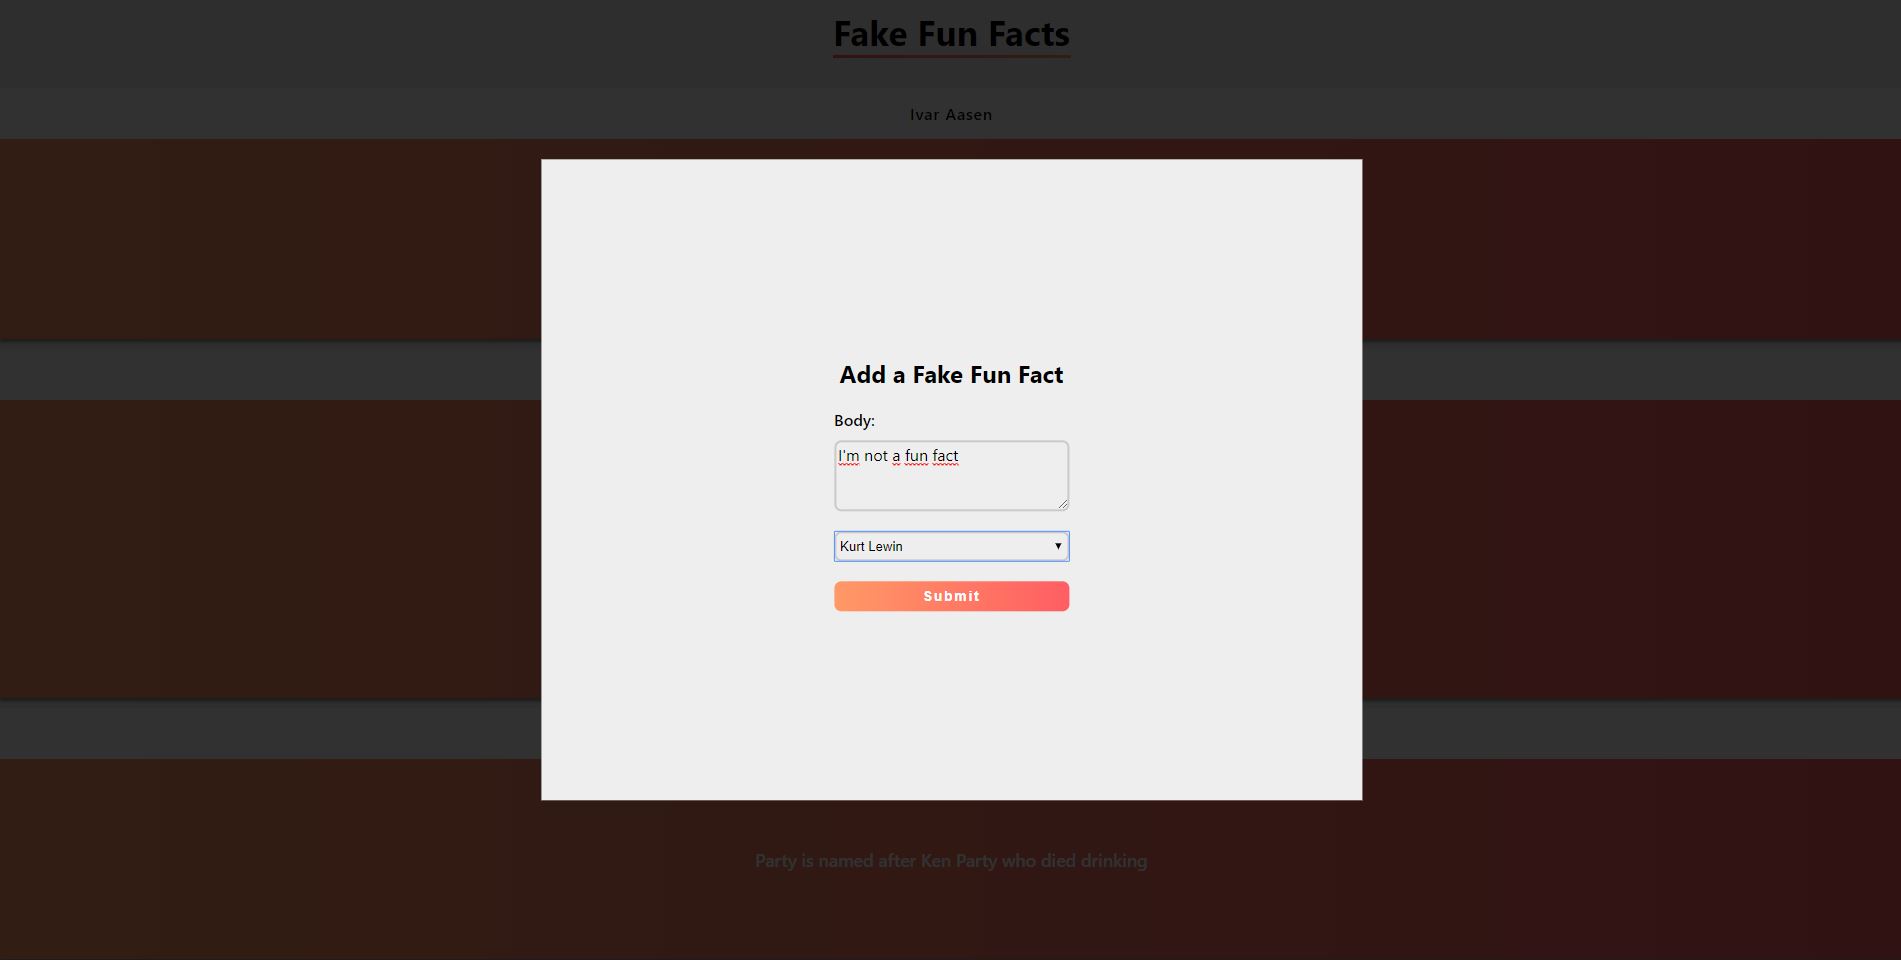 Fake Fun Facts
Ivar Aasen
Add a Fake Fun Fact
Body:
I'm not a fun fact
Kurt Lewin
Submit
Party is named after Ken Party who died drinking